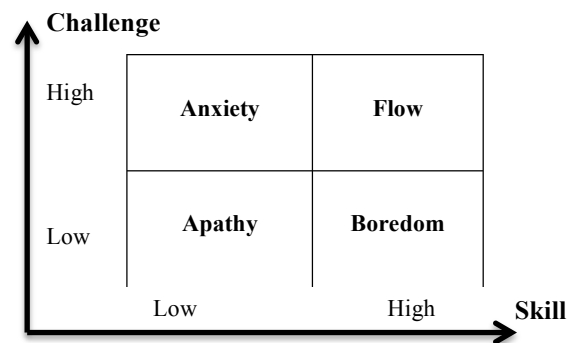 Challenge
High
Anxiety Flow
Apathy Boredom
Low
Low High
Skill